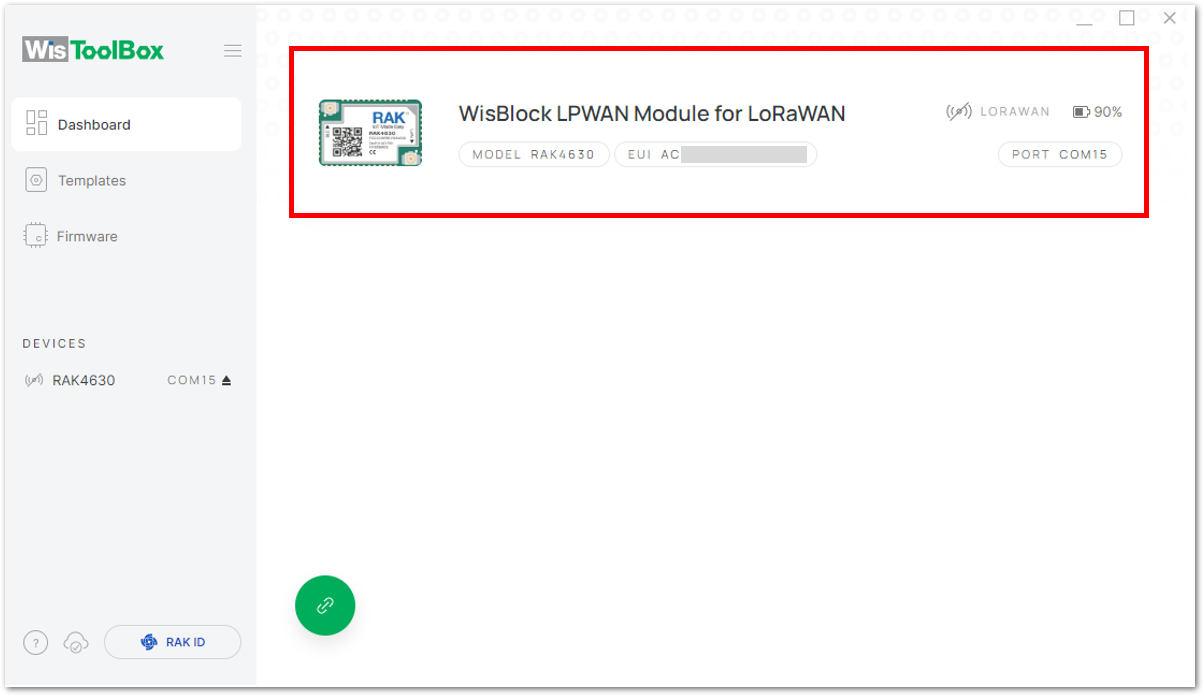 WisToolBox
Dashboard
Templates
Firmware
DEVICES
RAK4630 COM15
?
RAK ID
RAK
RAK4630
WisBlock LPWAN Module for LoRaWAN
MODEL RAK4630
EUI AC
LORAWAN
90%
PORT COM15